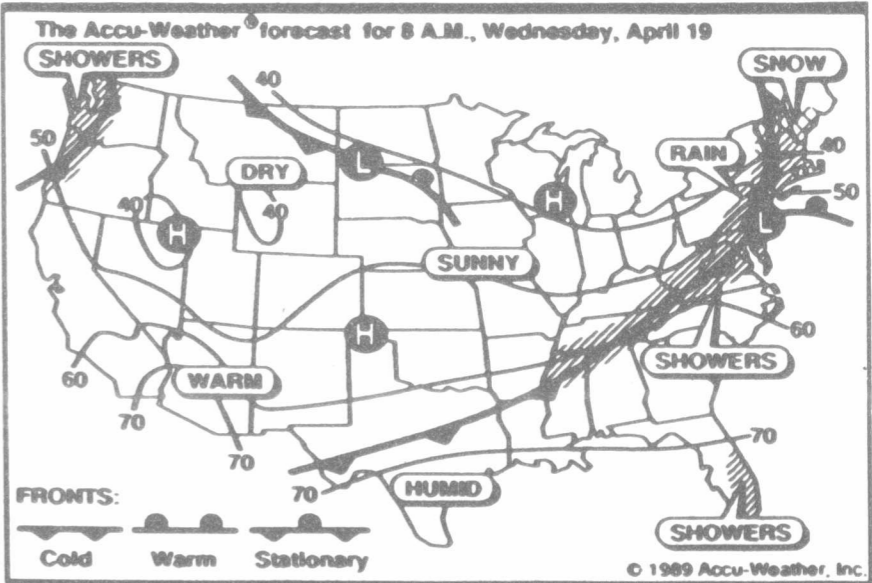 The Accu-Weather forecast for 8 A.M., Wednesday, April 19
SHOWERS
40
SNOW
50
RAIN
40
DRY
L
50
40
40
H
H
L
SUNNY
H
60
SHOWERS
60
WARM
70
70
70
70
HUMID
FRONTS:
SHOWERS
Cold Warm Stationary
© 1989 Accu-Weather, Inc.